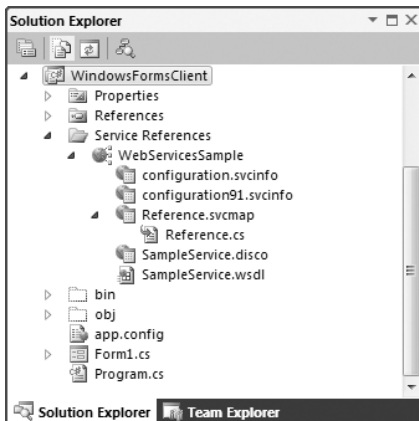 Solution Explorer
WindowsFormsClient
Properties
References
Service References
WebServicesSample
configuration.svcinfo
configuration91.svcinfo
Reference.svcmap
Reference.cs
SampleService.disco
SampleService.wsdl
bin
obj
app.config
Form1.cs
Program.cs
Solution Explorer Team Explorer